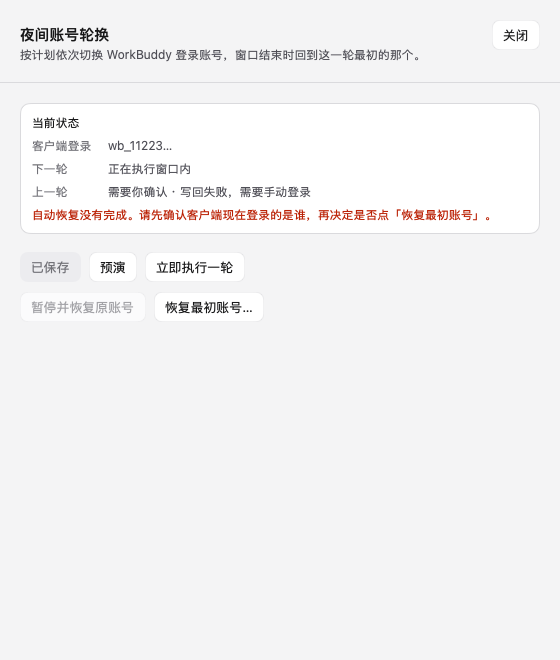 夜间账号轮换
按计划依次切换 WorkBuddy 登录账号，窗口结束时回到这一轮最初的那个。
关闭
当前状态
客户端登录 wb_11223...
下一轮 正在执行窗口内
上一轮 需要你确认 · 写回失败，需要手动登录
自动恢复没有完成。请先确认客户端现在登录的是谁，再决定是否点「恢复最初账号」。
已保存 预演 立即执行一轮
暂停并恢复原账号 恢复最初账号...